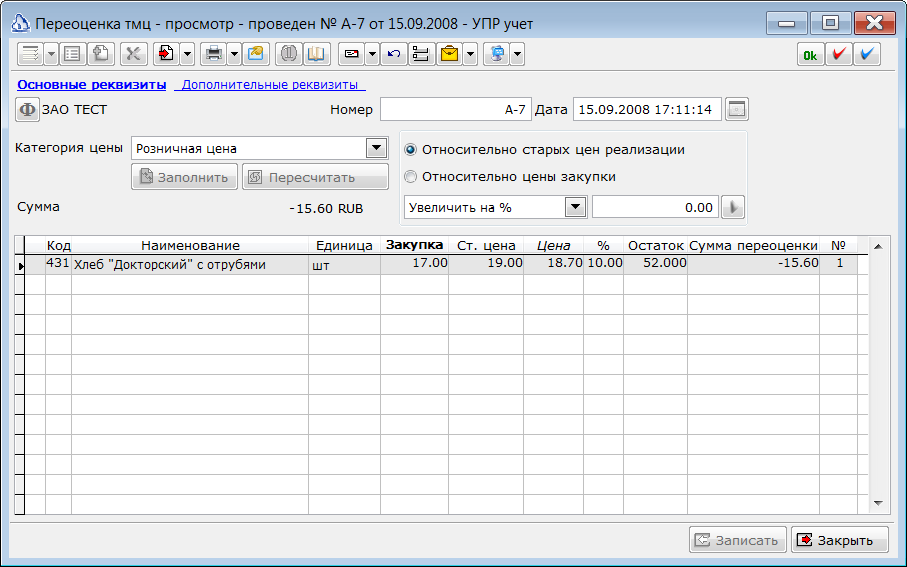 Переоценка тмц - просмотр - проведен № А-7 от 15.09.2008 - УПР учет
Ok
Основные реквизиты Дополнительные реквизиты
Ф ЗАО ТЕСТ Номер А-7 Дата 15.09.2008 17:11:14
Категория цены Розничная цена Относительно старых цен реализации
Заполнить Пересчитать Относительно цены закупки
Сумма -15.60 RUB Увеличить на % 0.00
Код Наименование Единица Закупка Ст. цена Цена % Остаток Сумма переоценки №
431 Хлеб "Докторский" с отрубями шт 17.00 19.00 18.70 10.00 52.000 -15.60 1
Записать Закрыть